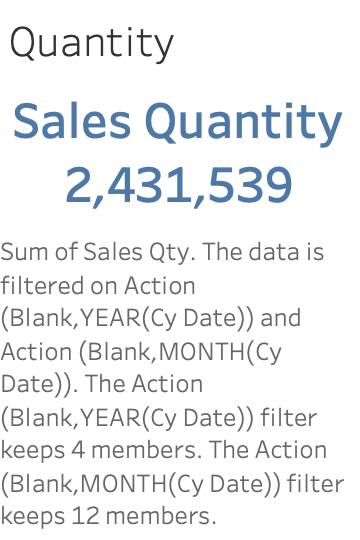 Quantity
Sales Quantity
2,431,539
Sum of Sales Qty. The data is
filtered on Action
(Blank,YEAR(Cy Date)) and
Action (Blank,MONTH(Cy
Date)). The Action
(Blank,YEAR(Cy Date)) filter
keeps 4 members. The Action
(Blank,MONTH(Cy Date)) filter
keeps 12 members.